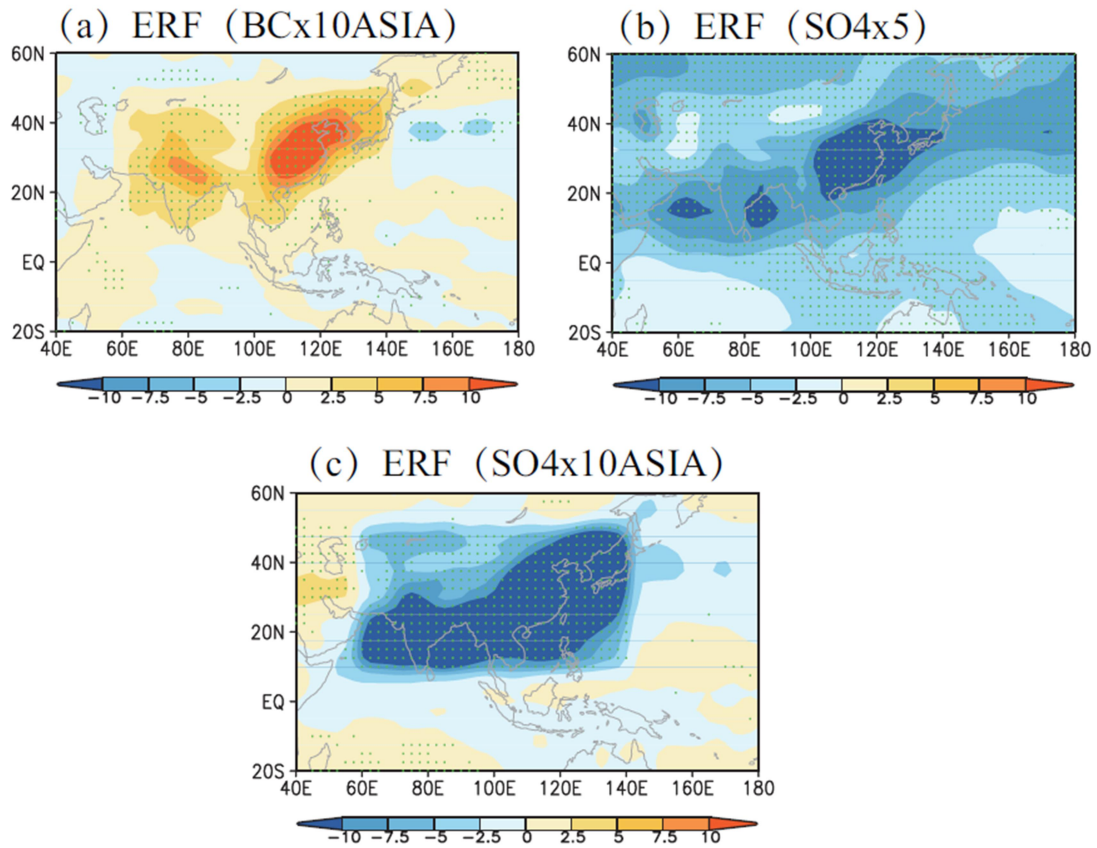 (a) ERF (BCx10ASIA)
60N
40N
20N
EQ
20S
40E 60E 80E 100E 120E 140E 160E 180
−10 −7.5 −5 −2.5 0 2.5 5 7.5 10
(b) ERF (SO4x5)
60N
40N
20N
EQ
20S
40E 60E 80E 100E 120E 140E 160E 180
−10 −7.5 −5 −2.5 0 2.5 5 7.5 10
(c) ERF (SO4x10ASIA)
60N
40N
20N
EQ
20S
40E 60E 80E 100E 120E 140E 160E 180
−10 −7.5 −5 −2.5 0 2.5 5 7.5 10